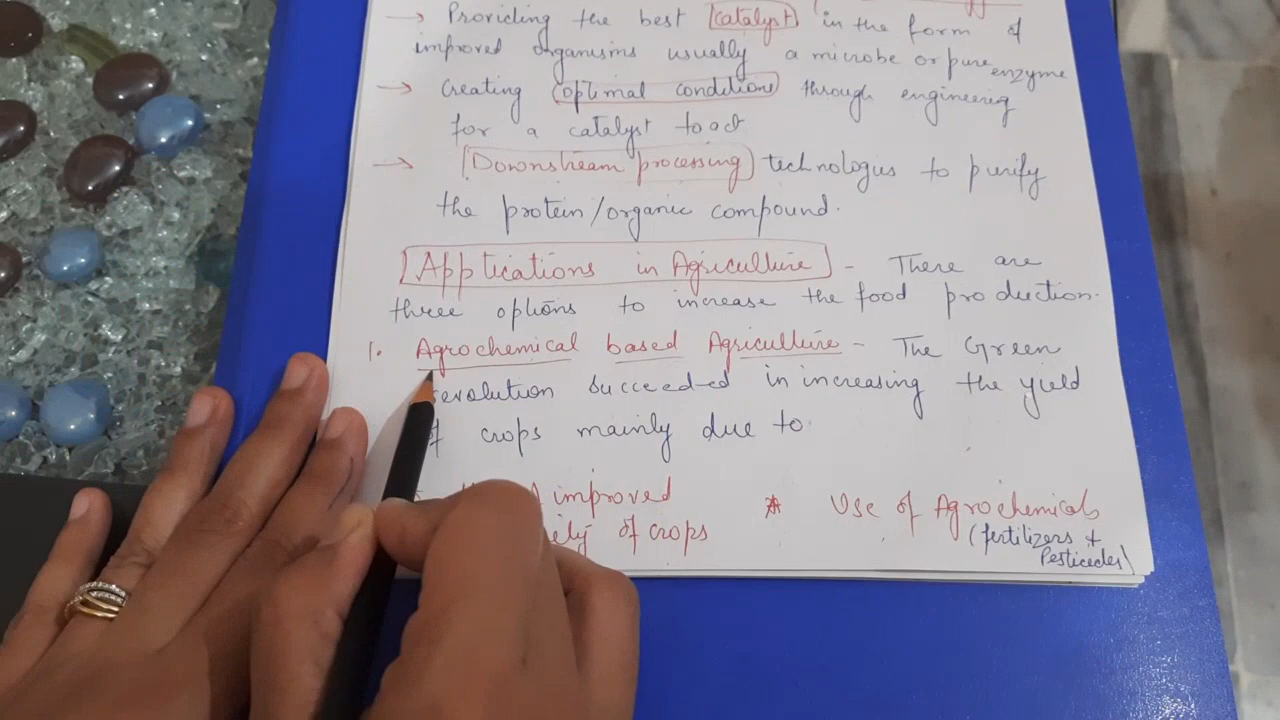 → Providing the best catalyst in the form of
improved organisms usually a microbe or pure enzyme
→ Creating optimal condition through engineering
for a catalyst to act
→ Downstream processing technologies to purify
the protein/organic compound.
Applications in Agriculture - There are
three options to increase the food production.
1. Agrochemical based Agriculture - The Green
revolution succeeded in increasing the yield
of crops mainly due to
improved * Use of Agrochemicals
of crops (fertilizers +
Pesticides)